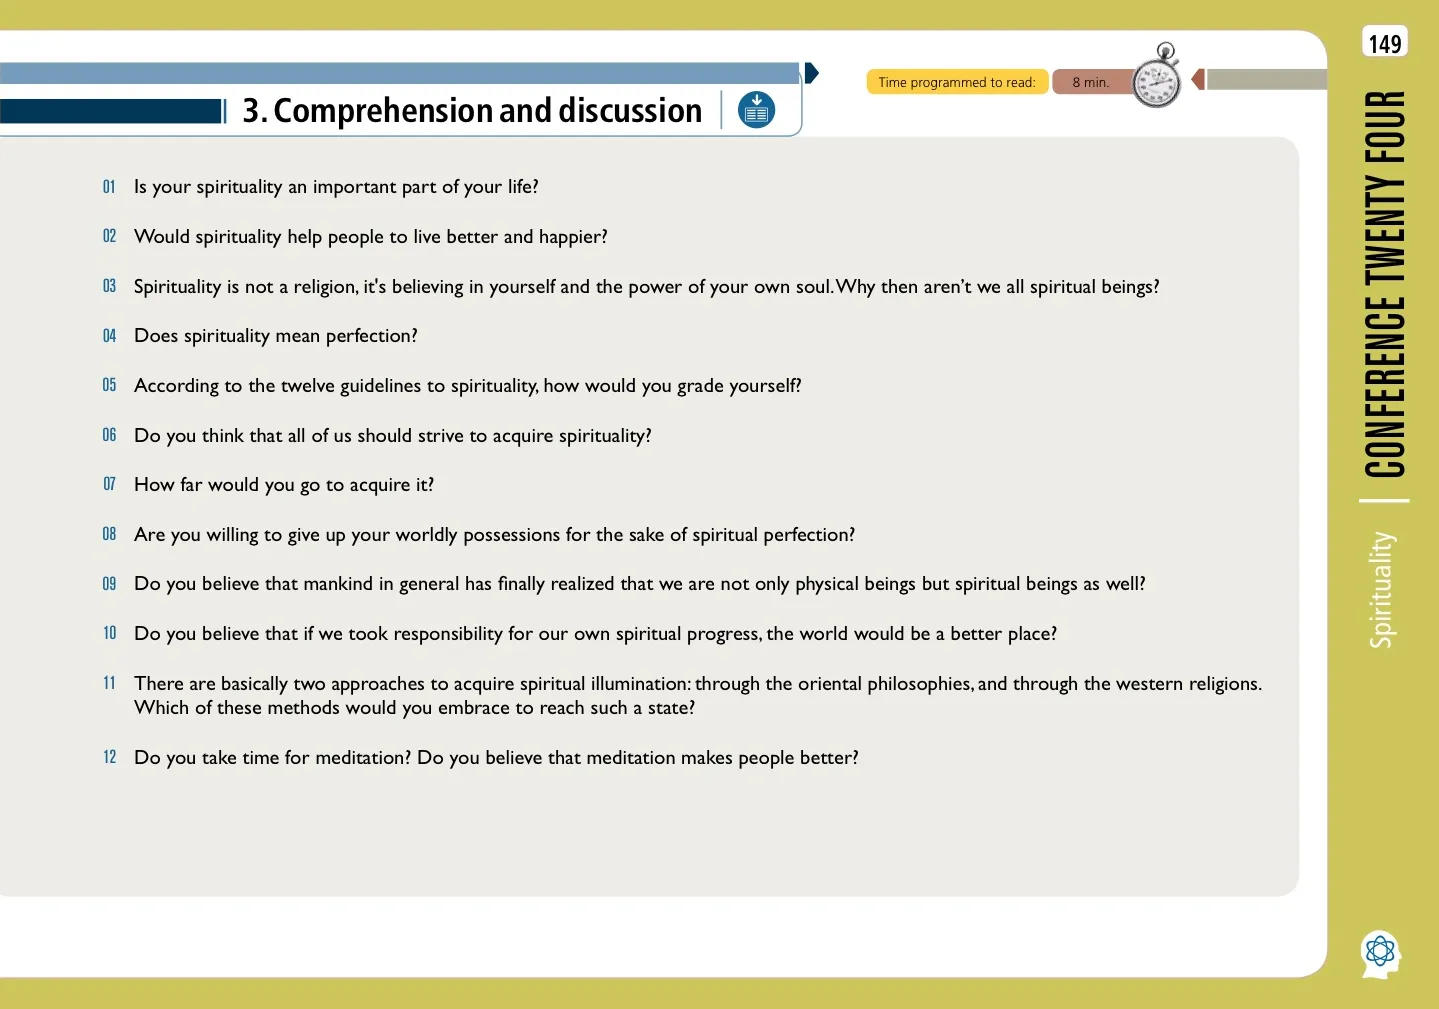 149
Time programmed to read:
8 min.
3. Comprehension and discussion
01 Is your spirituality an important part of your life?
02 Would spirituality help people to live better and happier?
03 Spirituality is not a religion, it's believing in yourself and the power of your own soul. Why then aren’t we all spiritual beings?
04 Does spirituality mean perfection?
05 According to the twelve guidelines to spirituality, how would you grade yourself?
06 Do you think that all of us should strive to acquire spirituality?
07 How far would you go to acquire it?
08 Are you willing to give up your worldly possessions for the sake of spiritual perfection?
09 Do you believe that mankind in general has finally realized that we are not only physical beings but spiritual beings as well?
10 Do you believe that if we took responsibility for our own spiritual progress, the world would be a better place?
11 There are basically two approaches to acquire spiritual illumination: through the oriental philosophies, and through the western religions.
Which of these methods would you embrace to reach such a state?
12 Do you take time for meditation? Do you believe that meditation makes people better?
CONFERENCE TWENTY FOUR
Spirituality